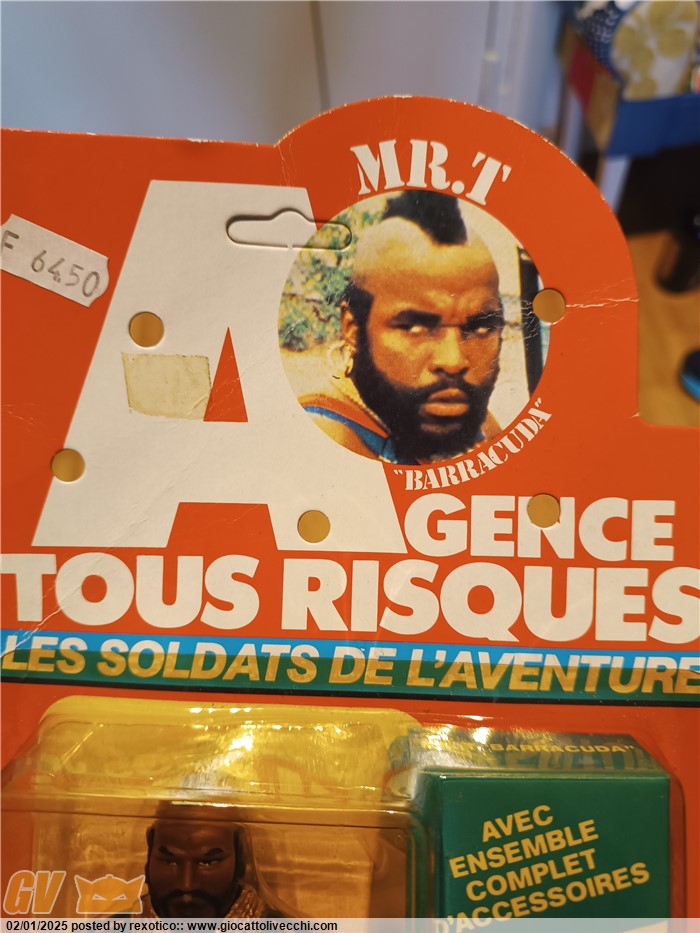 MR.T
F 6450
"BARRACUDA"
AGENCE
TOUS RISQUES
LES SOLDATS DE L'AVENTURE
"BARRACUDA"
AVEC
ENSEMBLE
COMPLET
D'ACCESSOIRES
GV
02/01/2025 posted by rexotico:: www.giocattolivecchi.com